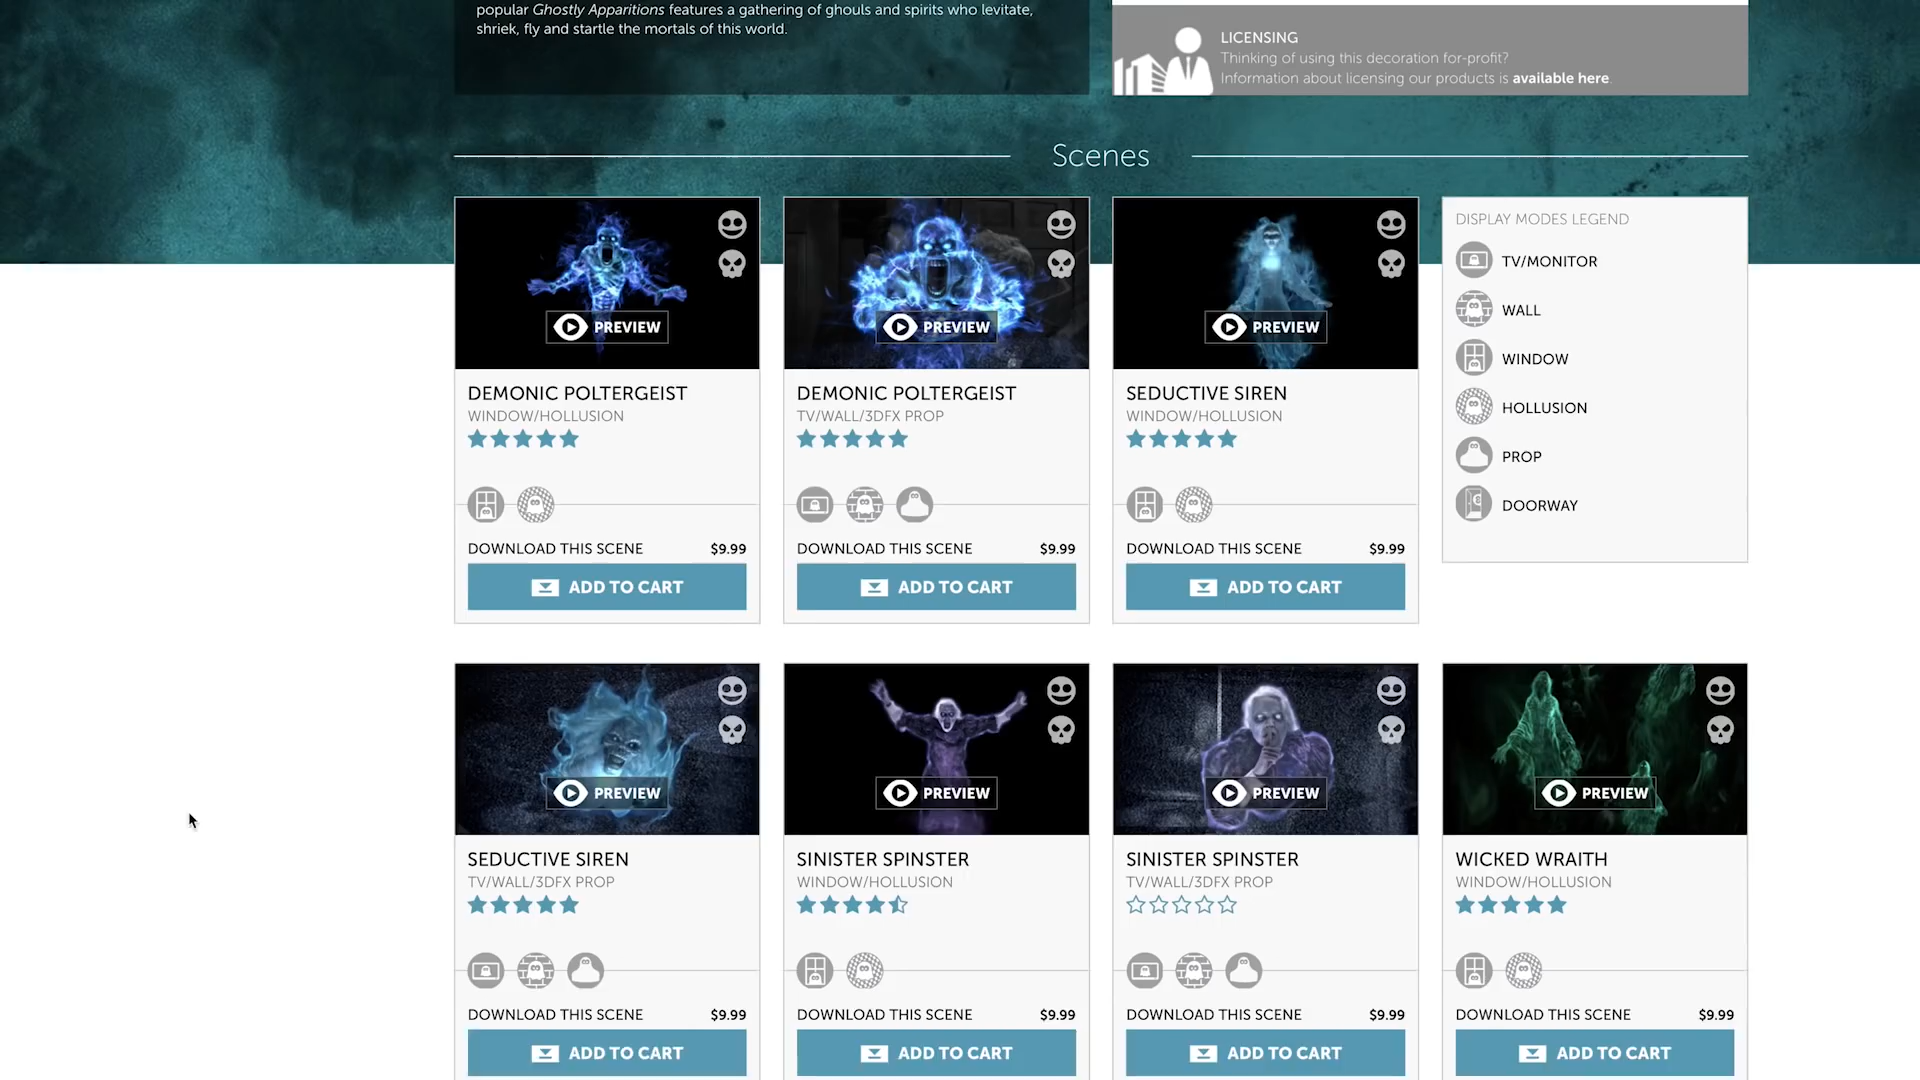 popular Ghostly Apparitions features a gathering of ghouls and spirits who levitate,
shriek, fly and startle the mortals of this world.
LICENSING
Thinking of using this decoration for-profit?
Information about licensing our products is available here.
Scenes
PREVIEW
DEMONIC POLTERGEIST
WINDOW/HOLLUSION
DOWNLOAD THIS SCENE $9.99
ADD TO CART
PREVIEW
DEMONIC POLTERGEIST
TV/WALL/3DFX PROP
DOWNLOAD THIS SCENE $9.99
ADD TO CART
PREVIEW
SEDUCTIVE SIREN
WINDOW/HOLLUSION
DOWNLOAD THIS SCENE $9.99
ADD TO CART
DISPLAY MODES LEGEND
TV/MONITOR
WALL
WINDOW
HOLLUSION
PROP
DOORWAY
PREVIEW
SEDUCTIVE SIREN
TV/WALL/3DFX PROP
DOWNLOAD THIS SCENE $9.99
ADD TO CART
PREVIEW
SINISTER SPINSTER
WINDOW/HOLLUSION
DOWNLOAD THIS SCENE $9.99
ADD TO CART
PREVIEW
SINISTER SPINSTER
TV/WALL/3DFX PROP
DOWNLOAD THIS SCENE $9.99
ADD TO CART
PREVIEW
WICKED WRAITH
WINDOW/HOLLUSION
DOWNLOAD THIS SCENE $9.99
ADD TO CART